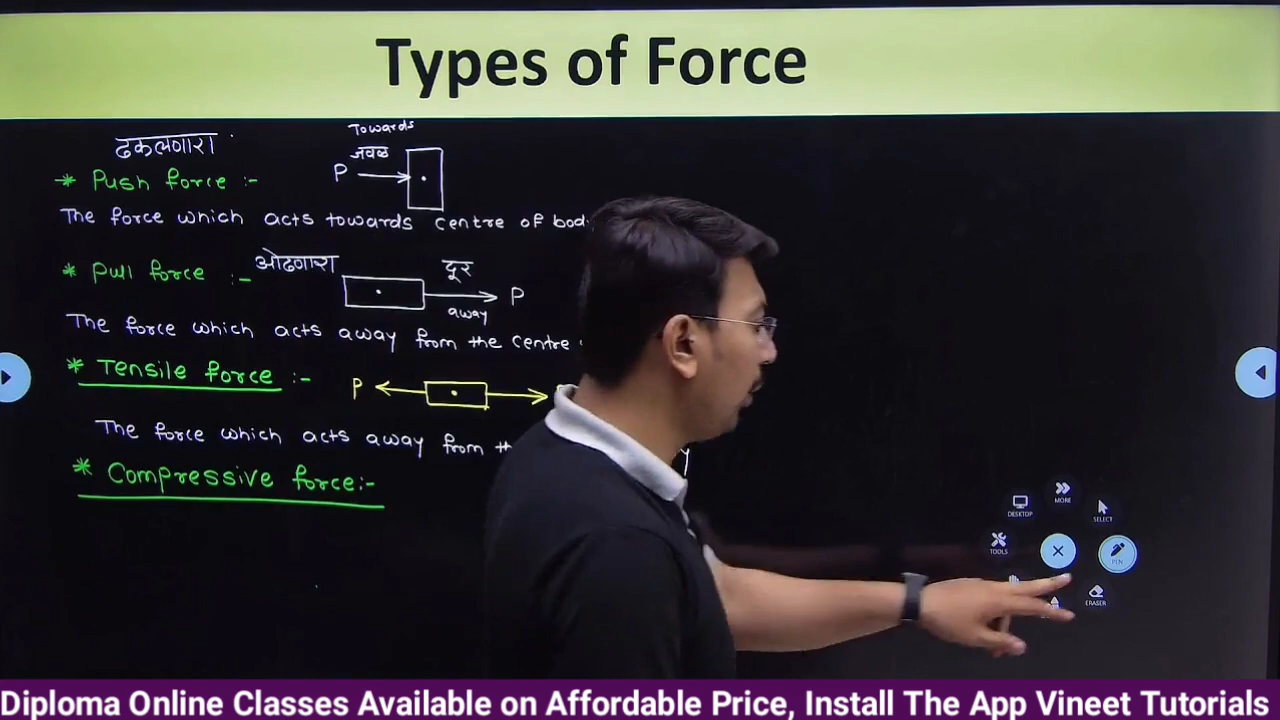 Types of Force
ढकलणारा
Towards
जवळ
P
* Push force :-
The force which acts towards centre of
* Pull force :-
ओढणारा
दूर
P
away
The force which acts away from the centre
* Tensile force :-
P
The force which acts away from
* Compressive force:-
MORE
DESKTOP
SELECT
TOOLS
PEN
ERASER
Diploma Online Classes Available on Affordable Price, Install The App Vineet Tutorials